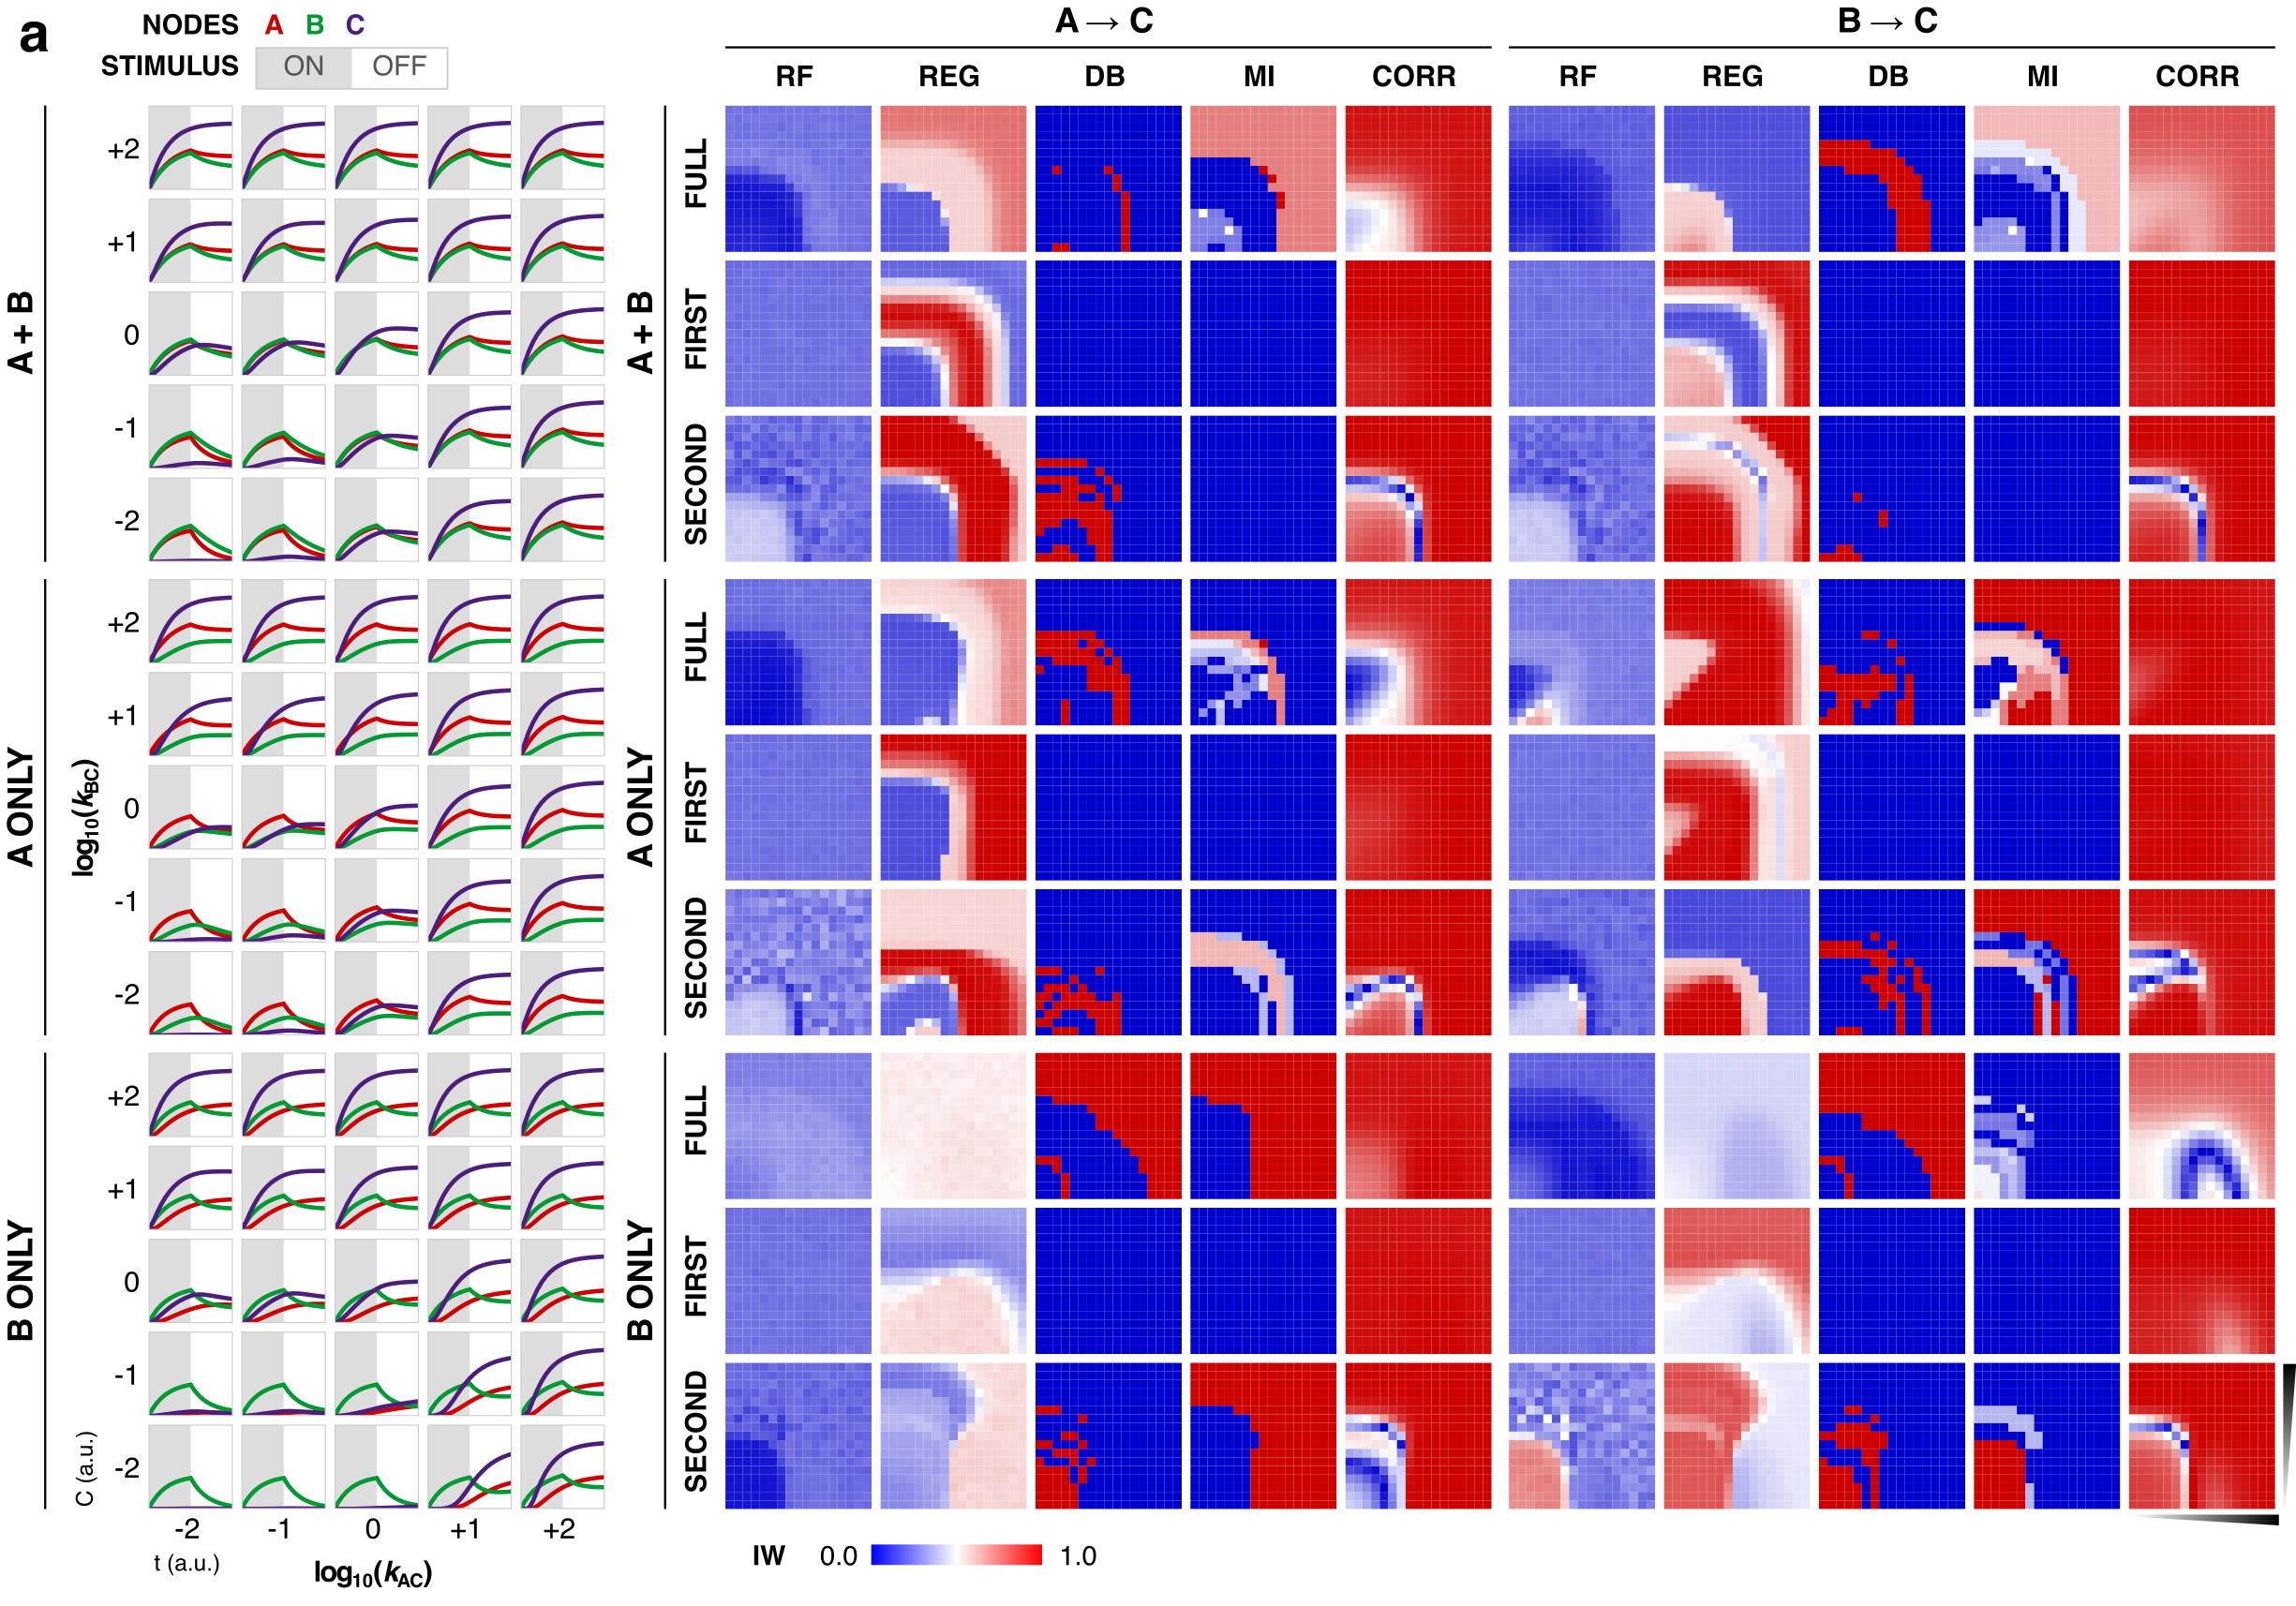 a
NODES A B C
STIMULUS ON OFF
A → C
B → C
RF REG DB MI CORR
RF REG DB MI CORR
A + B
+2
+1
0
-1
-2
A + B
FULL
FIRST
SECOND
A ONLY
log10(kBC)
+2
+1
0
-1
-2
A ONLY
FULL
FIRST
SECOND
B ONLY
+2
+1
0
-1
-2
C (a.u.)
B ONLY
FULL
FIRST
SECOND
-2 -1 0 +1 +2
t (a.u.)
log10(kAC)
IW 0.0 1.0